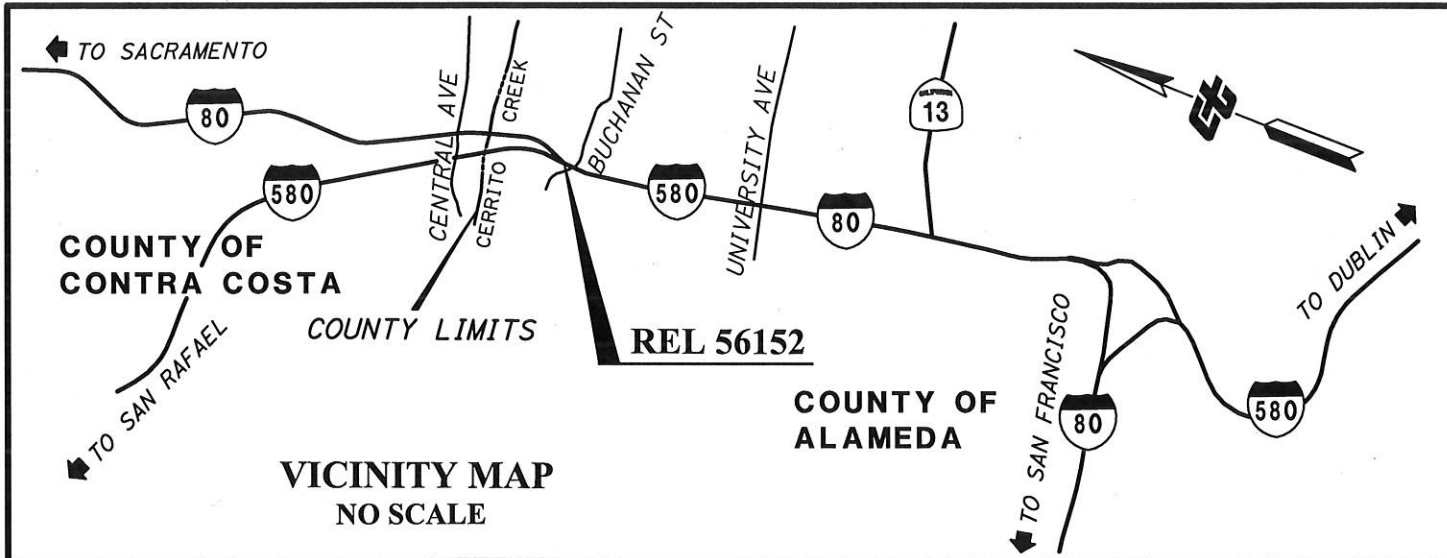 TO SACRAMENTO
80
580
CENTRAL AVE
CERRITO CREEK
BUCHANAN ST
580
UNIVERSITY AVE
80
CALIFORNIA
13
COUNTY OF
CONTRA COSTA
TO SAN RAFAEL
COUNTY LIMITS
REL 56152
COUNTY OF
ALAMEDA
TO SAN FRANCISCO
80
580
TO DUBLIN
VICINITY MAP
NO SCALE